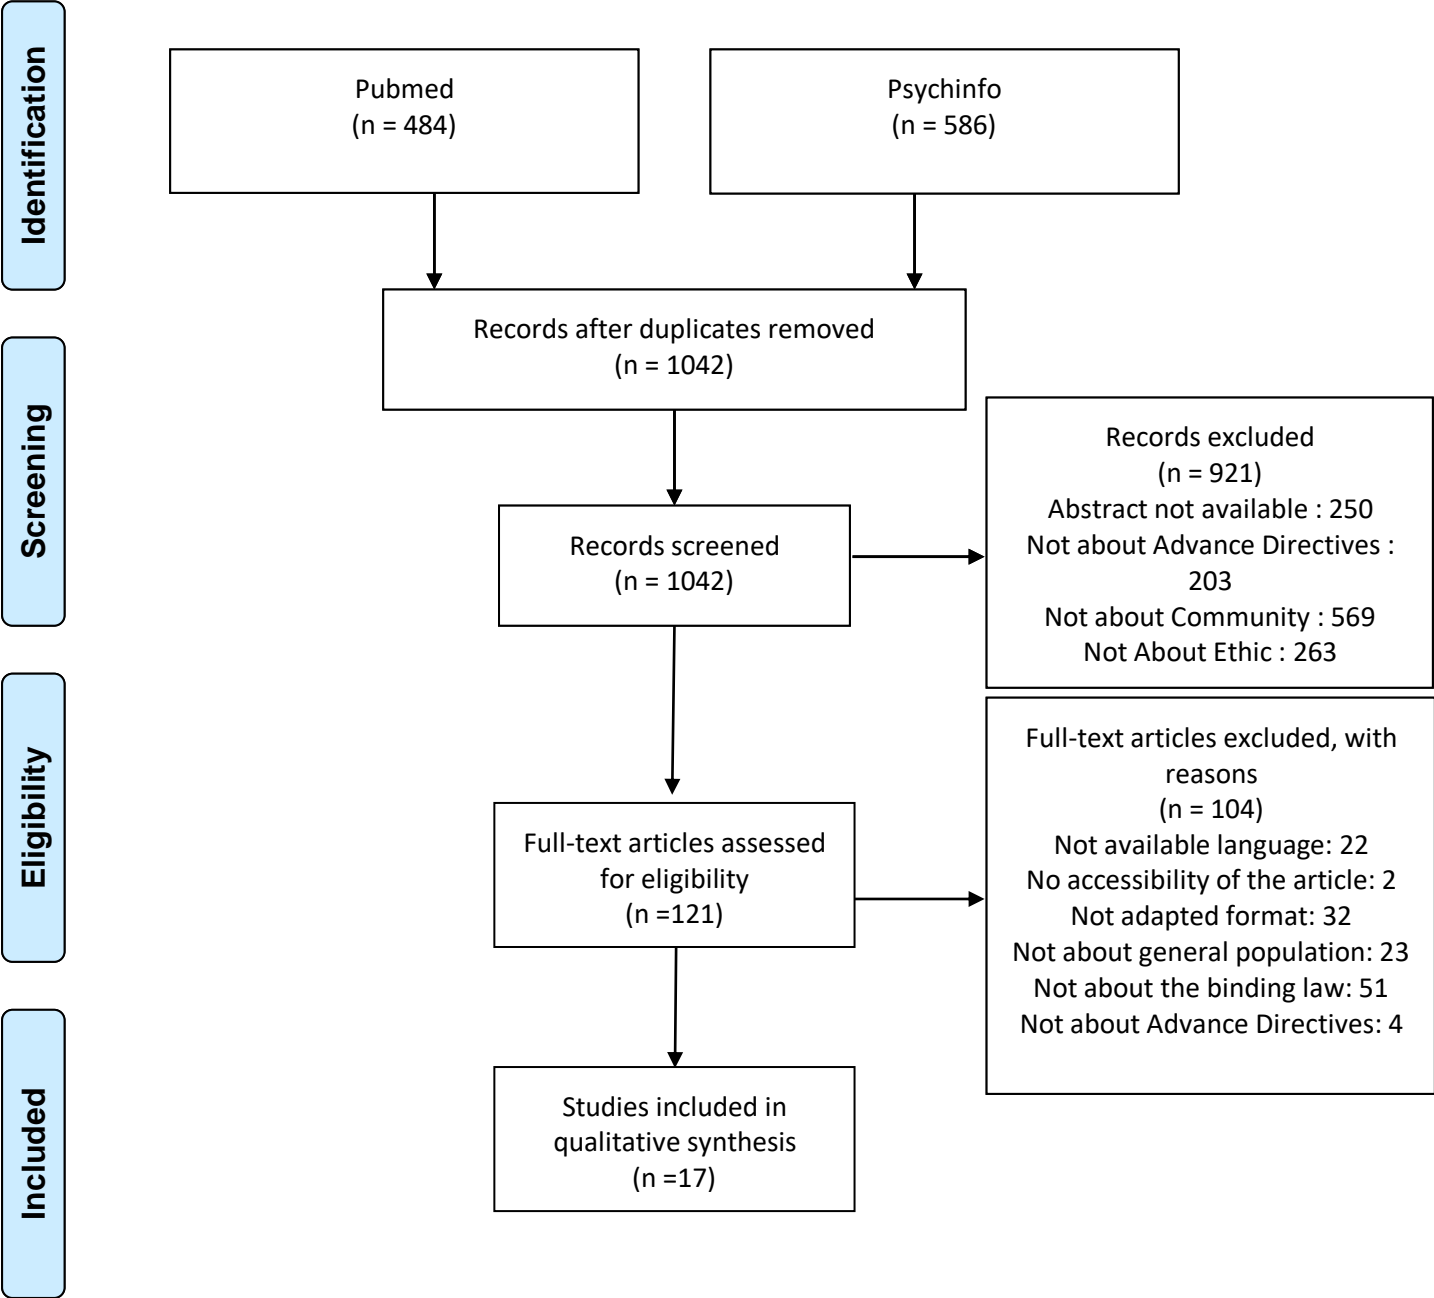 Identification
Pubmed
(n = 484)
Psychinfo
(n = 586)
Records after duplicates removed
(n = 1042)
Screening
Records screened
(n = 1042)
Records excluded
(n = 921)
Abstract not available : 250
Not about Advance Directives :
203
Not about Community : 569
Not About Ethic : 263
Eligibility
Full-text articles assessed
for eligibility
(n =121)
Full-text articles excluded, with
reasons
(n = 104)
Not available language: 22
No accessibility of the article: 2
Not adapted format: 32
Not about general population: 23
Not about the binding law: 51
Not about Advance Directives: 4
Included
Studies included in
qualitative synthesis
(n =17)